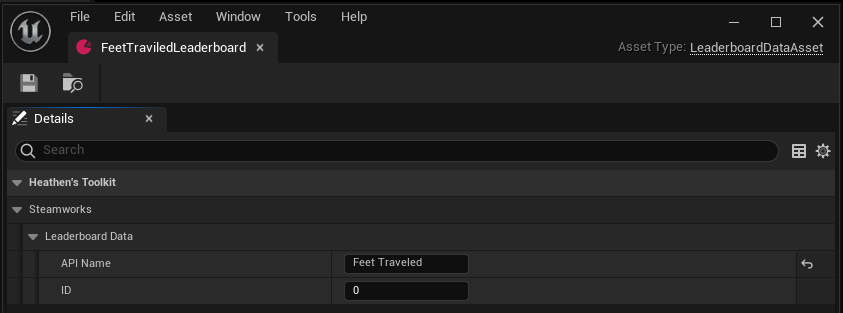 File Edit Asset Window Tools Help
FeetTraviledLeaderboard
Asset Type: LeaderboardDataAsset
Details
Search
Heathen's Toolkit
Steamworks
Leaderboard Data
API Name Feet Traveled
ID 0